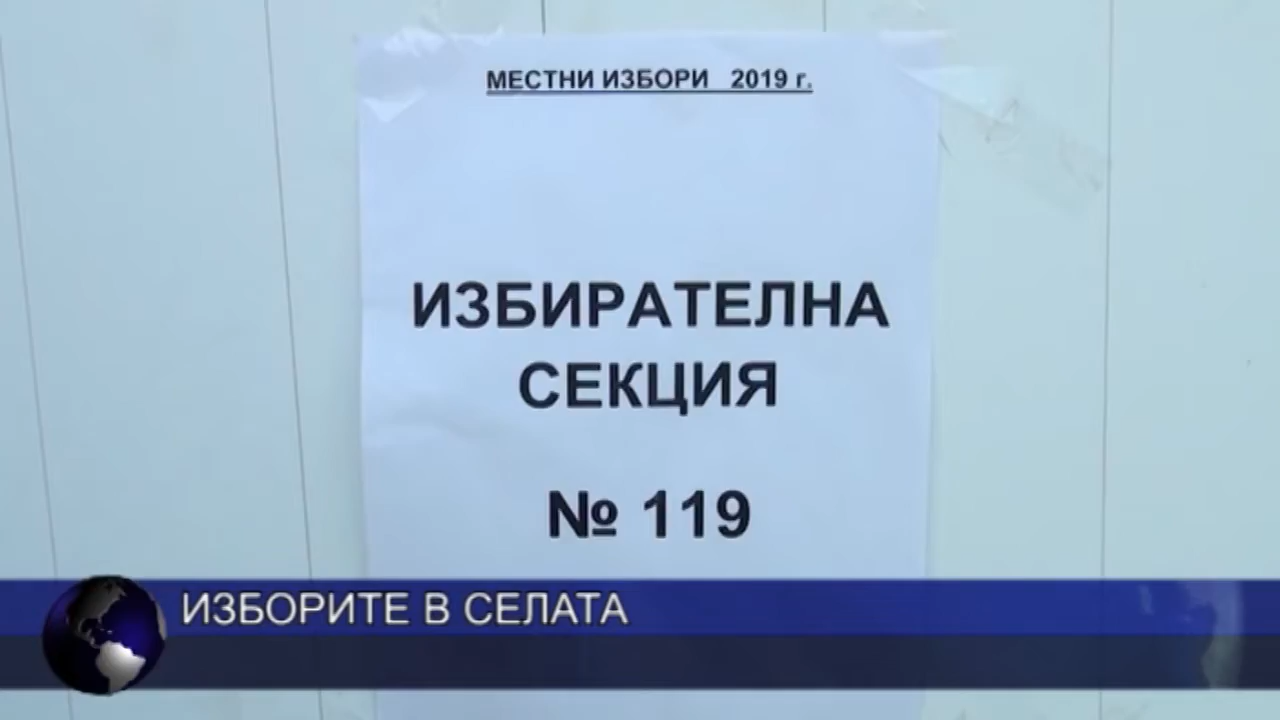 МЕСТНИ ИЗБОРИ 2019 г.
ИЗБИРАТЕЛНА
СЕКЦИЯ
№ 119
ИЗБОРИТЕ В СЕЛАТА